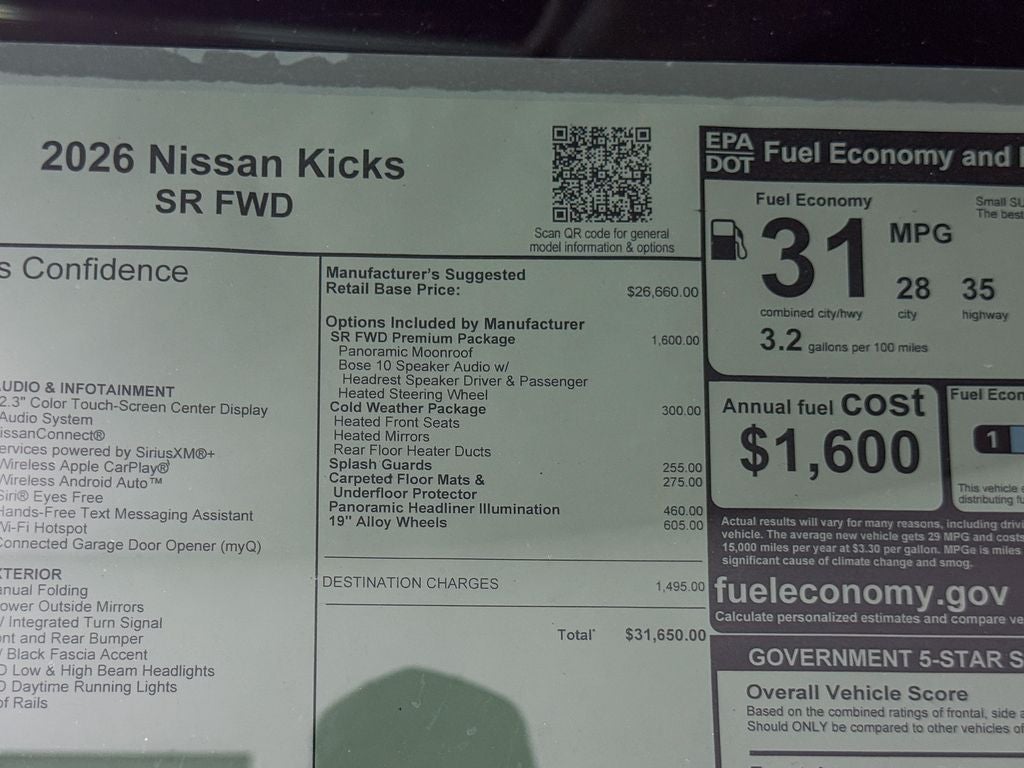 2026 Nissan Kicks
SR FWD
Scan QR code for general
model information & options
s Confidence
UDIO & INFOTAINMENT
2.3" Color Touch-Screen Center Display
Audio System
issanConnect®
ervices powered by SiriusXM®+
Wireless Apple CarPlay®
Wireless Android Auto™
Siri® Eyes Free
Hands-Free Text Messaging Assistant
Wi-Fi Hotspot
Connected Garage Door Opener (myQ)
XTERIOR
anual Folding
ower Outside Mirrors
/ Integrated Turn Signal
ont and Rear Bumper
/ Black Fascia Accent
D Low & High Beam Headlights
D Daytime Running Lights
of Rails
Manufacturer's Suggested
Retail Base Price: $26,660.00
Options Included by Manufacturer
SR FWD Premium Package 1,600.00
Panoramic Moonroof
Bose 10 Speaker Audio w/
Headrest Speaker Driver & Passenger
Heated Steering Wheel
Cold Weather Package 300.00
Heated Front Seats
Heated Mirrors
Rear Floor Heater Ducts
Splash Guards 255.00
Carpeted Floor Mats & 275.00
Underfloor Protector
Panoramic Headliner Illumination 460.00
19" Alloy Wheels 605.00
DESTINATION CHARGES 1,495.00
Total* $31,650.00
EPA
DOT Fuel Economy and
Fuel Economy
Small SU
The best
31 MPG
28 35
combined city/hwy city highway
3.2 gallons per 100 miles
Annual fuel cost
$1,600
Fuel Econ
1
This vehicle e
distributing fu
Actual results will vary for many reasons, including drivi
vehicle. The average new vehicle gets 29 MPG and costs
15,000 miles per year at $3.30 per gallon. MPGe is miles
significant cause of climate change and smog.
fueleconomy.gov
Calculate personalized estimates and compare ve
GOVERNMENT 5-STAR S
Overall Vehicle Score
Based on the combined ratings of frontal, side a
Should ONLY be compared to other vehicles of